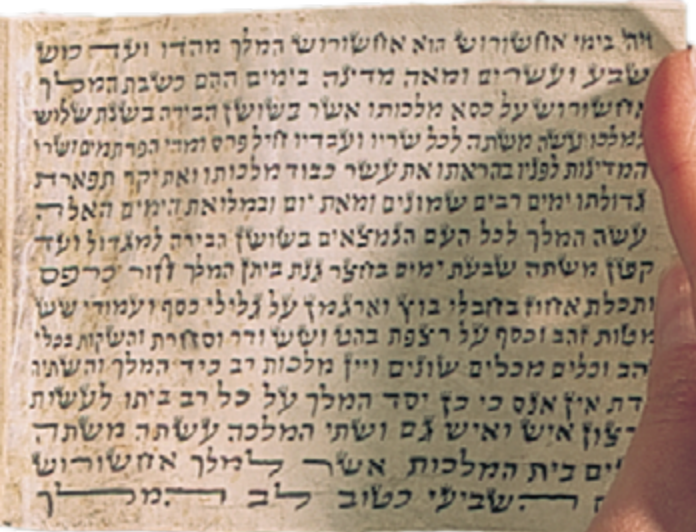 ויהי בימי אחשורוש הוא אחשורוש המלך מהדו ועד כוש
שבע ועשרים ומאה מדינה בימים ההם כשבת המלך
אחשורוש על כסא מלכותו אשר בשושן הבירה בשנת שלוש
למלכו עשה משתה לכל שריו ועבדיו חיל פרס ומדי הפרתמים ושרי
המדינות לפניו בהראתו את עשר כבוד מלכותו ואת יקר תפארת
גדולתו ימים רבים שמונים ומאת יום ובמלואת הימים האלה
עשה המלך לכל העם הנמצאים בשושן הבירה למגדול ועד
קטן משתה שבעת ימים בחצר גנת ביתן המלך חור כרפס
ותכלת אחוז בחבלי בוץ וארגמן על גלילי כסף ועמודי שש
מטות זהב וכסף על רצפת בהט ושש ודר וסחרת והשקות בכלי
זהב וכלים מכלים שונים ויין מלכות רב כיד המלך והשתיה
כדת אין אנס כי כן יסד המלך על כל רב ביתו לעשות
כרצון איש ואיש גם ושתי המלכה עשתה משתה
נשים בית המלכות אשר למלך אחשורוש
השביעי כטוב לב המלך